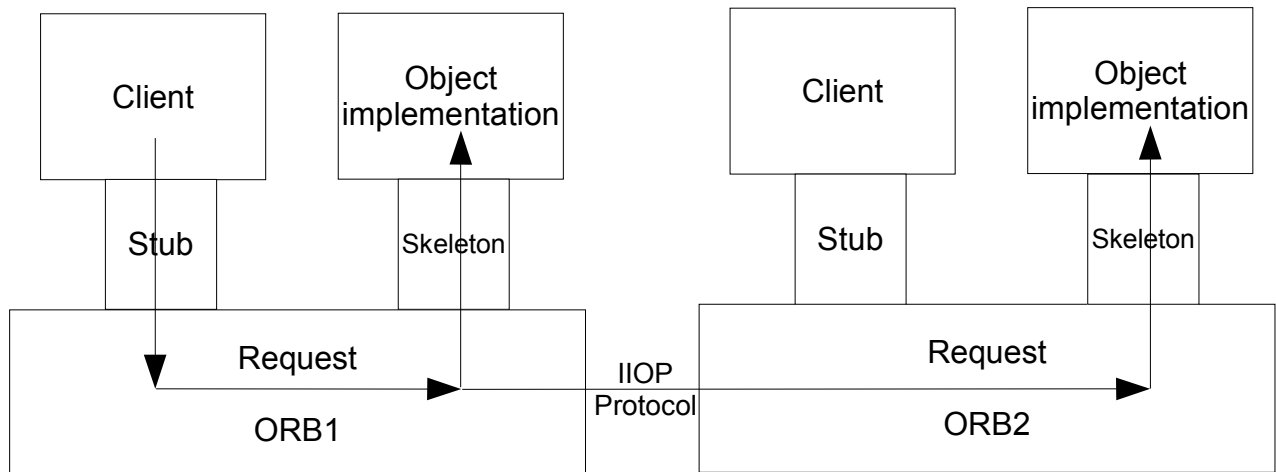 Client
Object
implementation
Stub
Skeleton
Request
ORB1
IIOP
Protocol
Client
Object
implementation
Stub
Skeleton
Request
ORB2